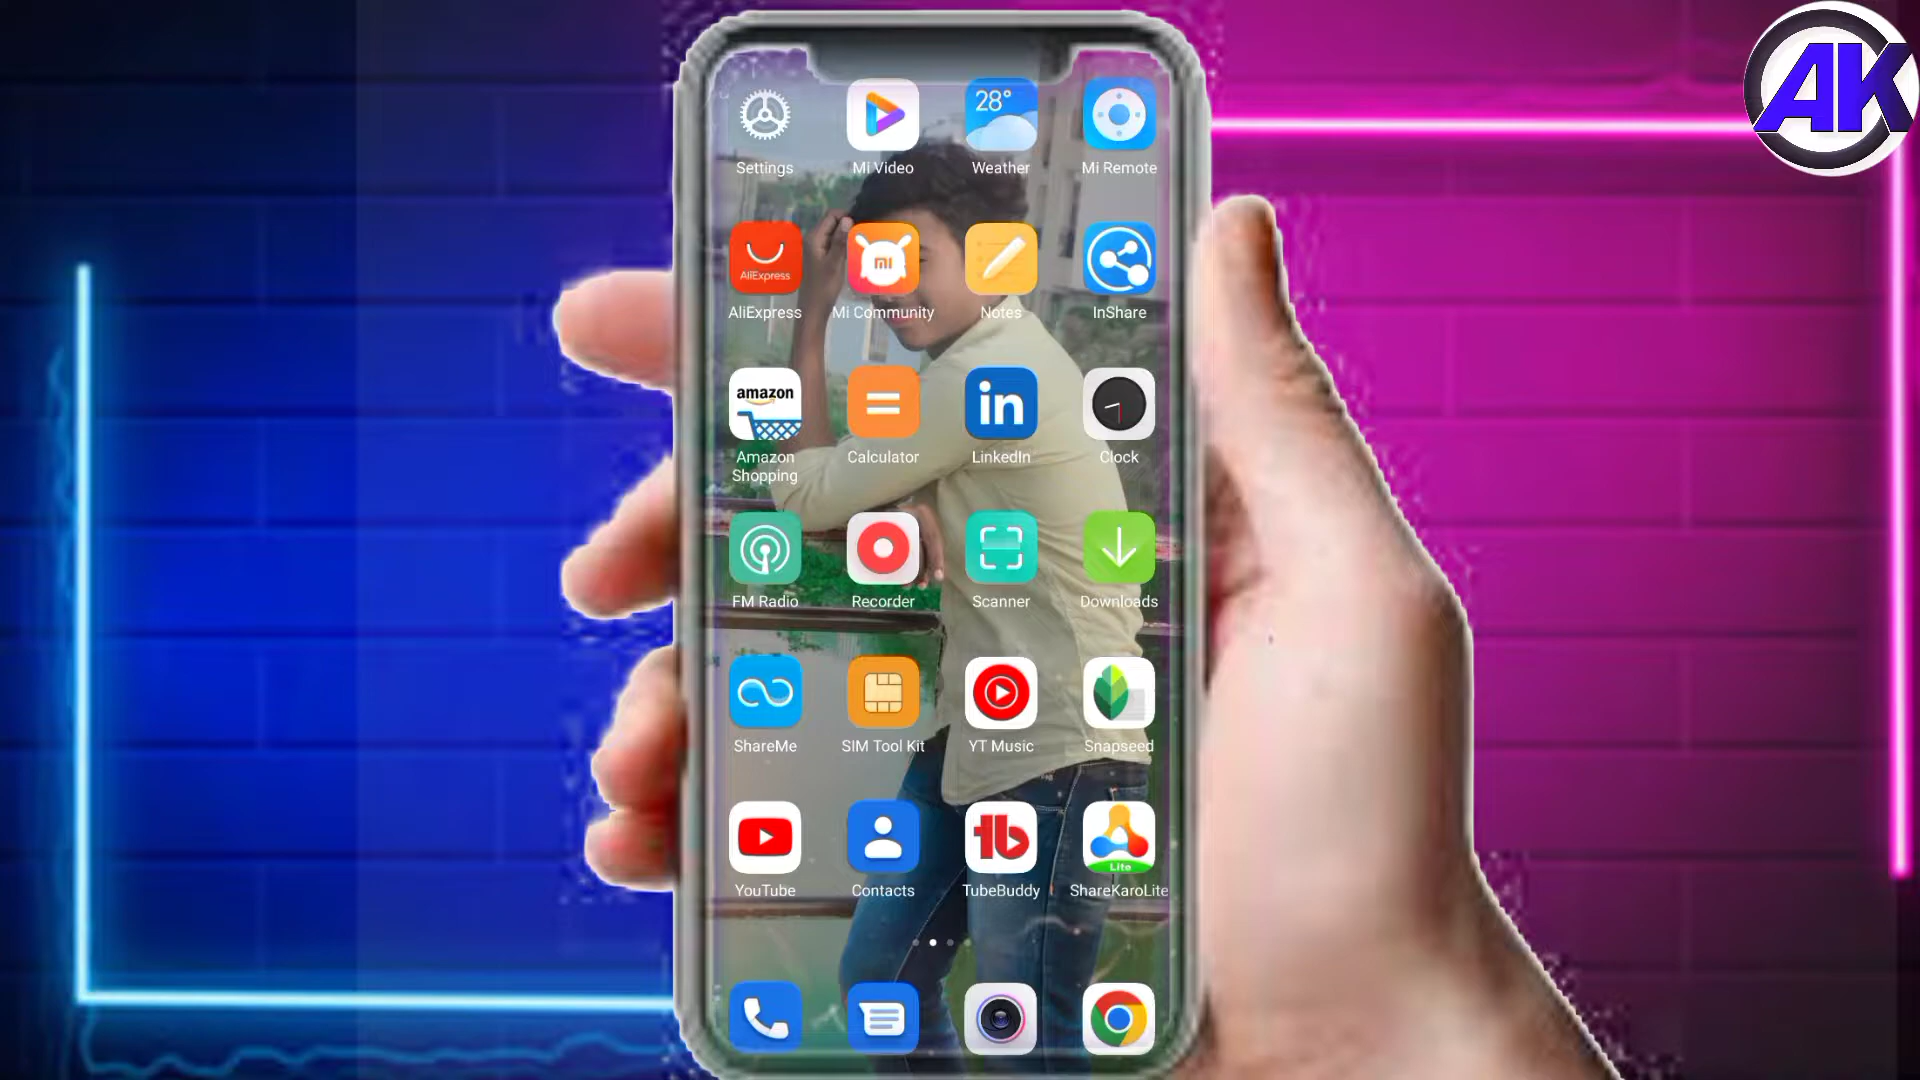 AK
28°
Settings Mi Video Weather Mi Remote
AliExpress mi
AliExpress Mi Community Notes InShare
amazon in
Amazon Shopping Calculator LinkedIn Clock
FM Radio Recorder Scanner Downloads
ShareMe SIM Tool Kit YT Music Snapseed
tb Lite
YouTube Contacts TubeBuddy ShareKaroLite